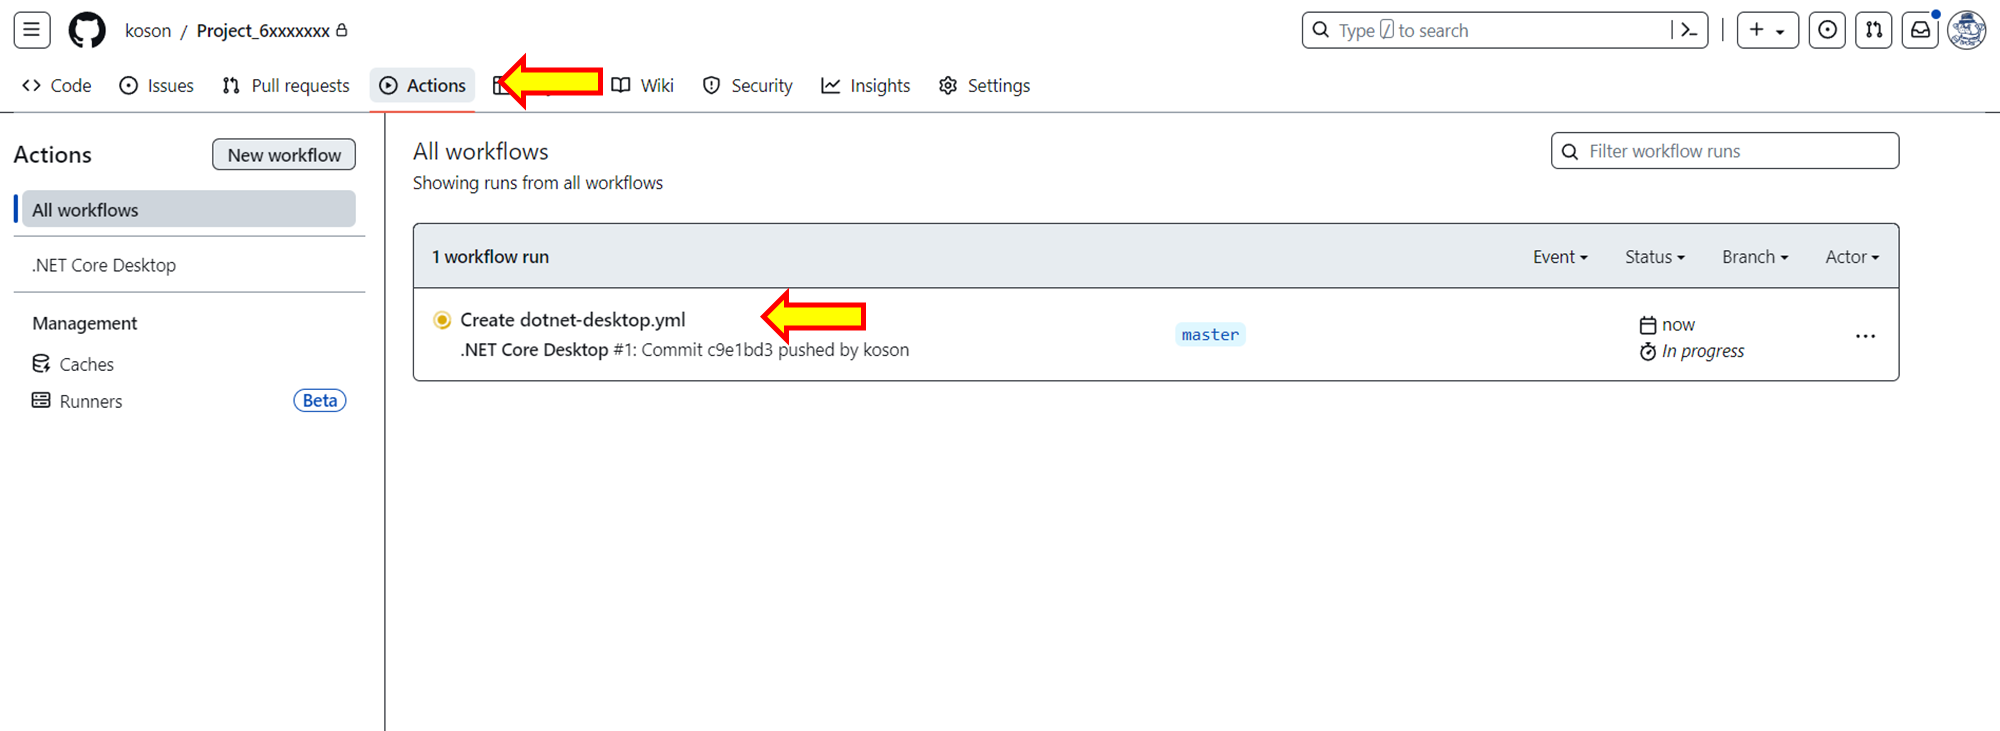 koson / Project_6xxxxxxx
Type / to search
Code
Issues
Pull requests
Actions
Wiki
Security
Insights
Settings
Actions
New workflow
All workflows
.NET Core Desktop
Management
Caches
Runners
Beta
All workflows
Showing runs from all workflows
Filter workflow runs
1 workflow run
Event
Status
Branch
Actor
Create dotnet-desktop.yml
.NET Core Desktop #1: Commit c9e1bd3 pushed by koson
master
now
In progress